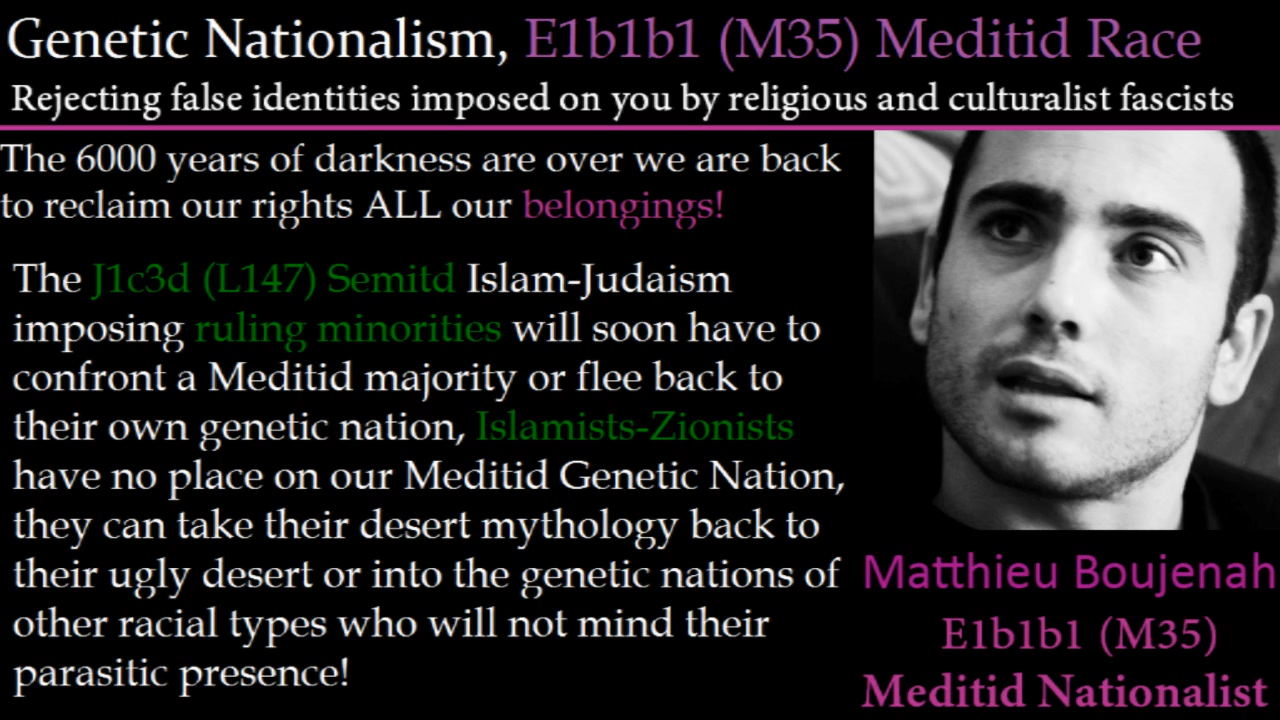 Genetic Nationalism, E1b1b1 (M35) Meditid Race
Rejecting false identities imposed on you by religious and culturalist fascists
The 6000 years of darkness are over we are back
to reclaim our rights ALL our belongings!
The J1c3d (L147) Semitd Islam-Judaism
imposing ruling minorities will soon have to
confront a Meditid majority or flee back to
their own genetic nation, Islamists-Zionists
have no place on our Meditid Genetic Nation,
they can take their desert mythology back to
their ugly desert or into the genetic nations of
other racial types who will not mind their
parasitic presence!
Matthieu Boujenah
E1b1b1 (M35)
Meditid Nationalist